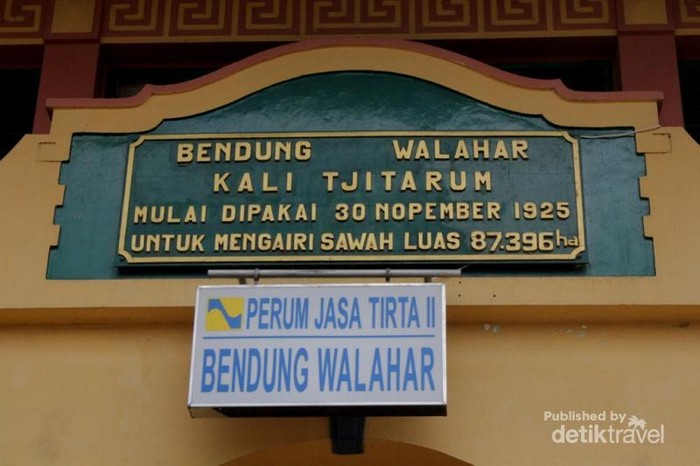 BENDUNG WALAHAR
KALI TJITARUM
MULAI DIPAKAI 30 NOPEMBER 1925
UNTUK MENGAIRI SAWAH LUAS 87.396 ha
PERUM JASA TIRTA II
BENDUNG WALAHAR
Published by
detiktravel